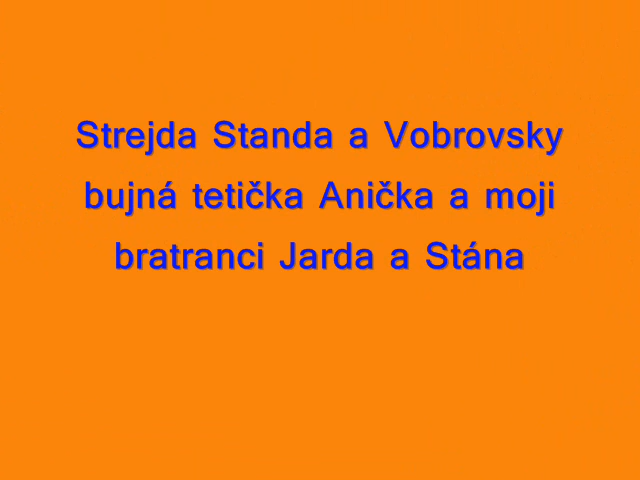 Strejda Standa a Vobrovsky
bujná tetička Anička a moji
bratranci Jarda a Stána